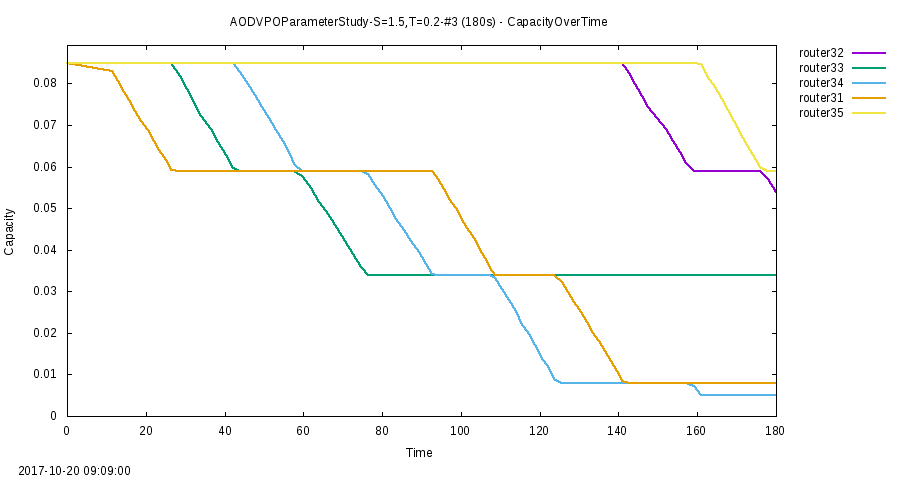 AODVPOParameterStudy-S=1.5,T=0.2-#3 (180s) - CapacityOverTime
router32
router33
router34
router31
router35
0.08
0.07
0.06
0.05
0.04
0.03
0.02
0.01
0
Capacity
0 20 40 60 80 100 120 140 160 180
Time
2017-10-20 09:09:00